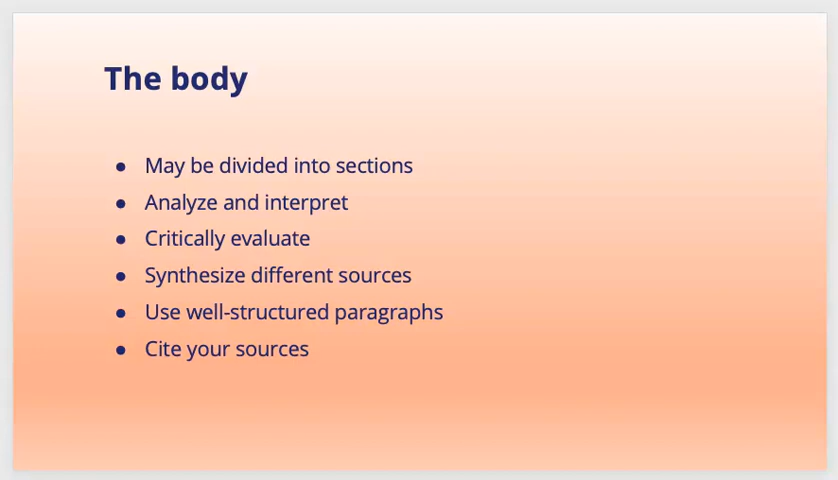 The body
● May be divided into sections
● Analyze and interpret
● Critically evaluate
● Synthesize different sources
● Use well-structured paragraphs
● Cite your sources